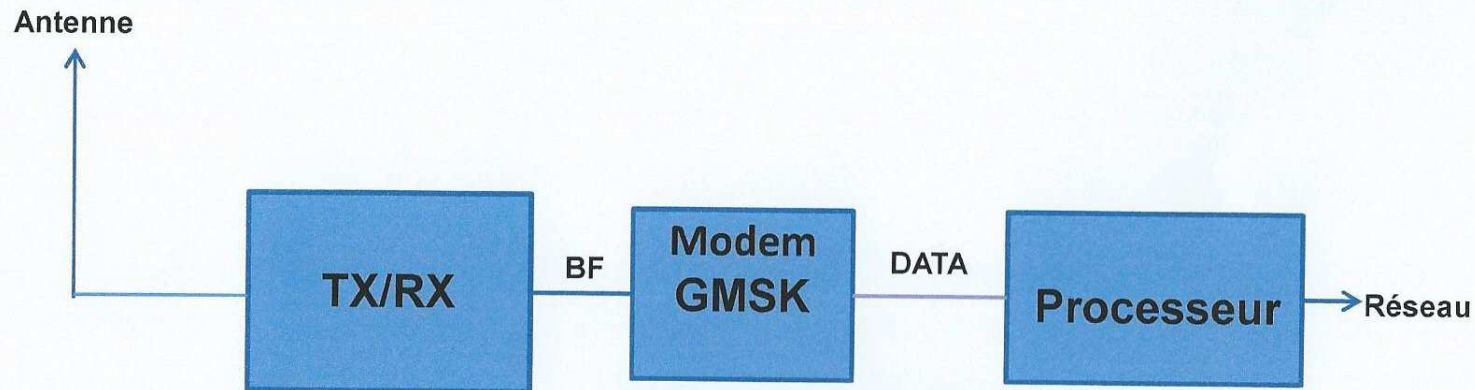 Antenne
TX/RX
BF
Modem
GMSK
DATA
Processeur
Réseau